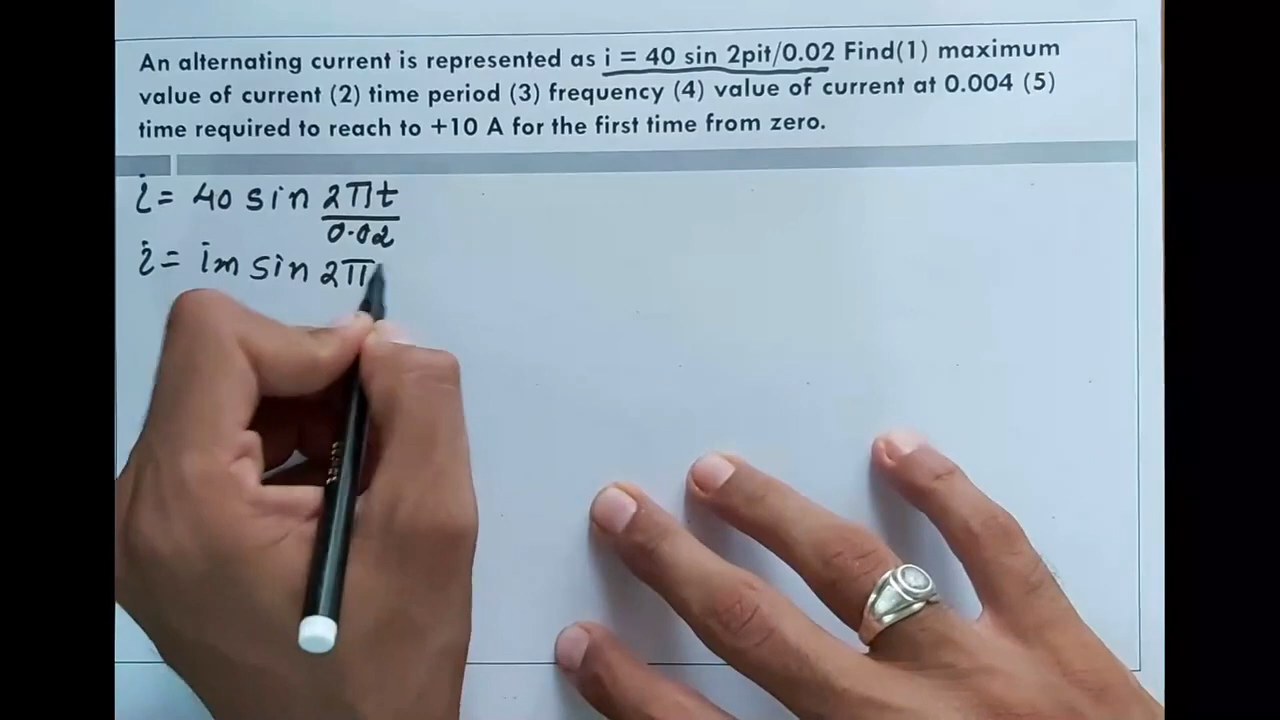 An alternating current is represented as i = 40 sin 2pit/0.02 Find(1) maximum
value of current (2) time period (3) frequency (4) value of current at 0.004 (5)
time required to reach to +10 A for the first time from zero.
i = 40 sin 2πt
0.02
i = im sin 2π